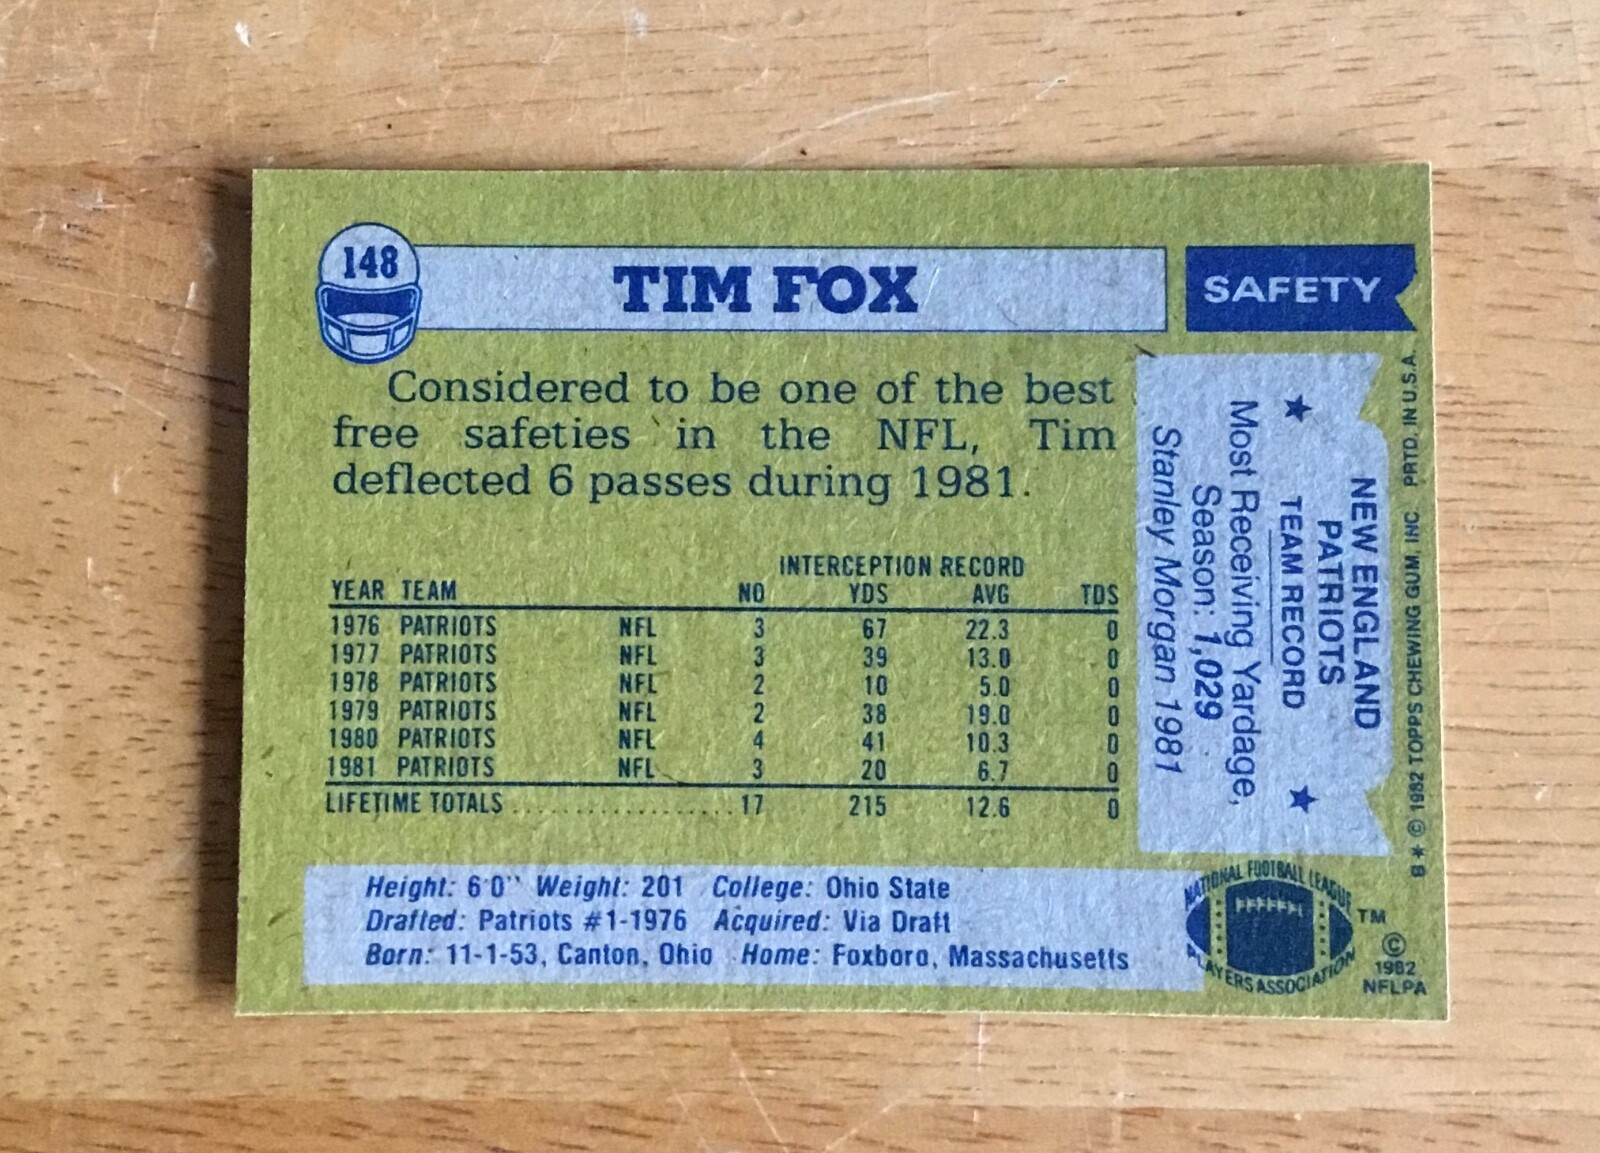 148
TIM FOX
SAFETY
Considered to be one of the best
free safeties in the NFL, Tim
deflected 6 passes during 1981.
INTERCEPTION RECORD
YEAR TEAM NO YDS AVG TDS
1976 PATRIOTS NFL 3 67 22.3 0
1977 PATRIOTS NFL 3 39 13.0 0
1978 PATRIOTS NFL 2 10 5.0 0
1979 PATRIOTS NFL 2 38 19.0 0
1980 PATRIOTS NFL 4 41 10.3 0
1981 PATRIOTS NFL 3 20 6.7 0
LIFETIME TOTALS .................... 17 215 12.6 0
Height: 6'0" Weight: 201 College: Ohio State
Drafted: Patriots #1-1976 Acquired: Via Draft
Born: 11-1-53, Canton, Ohio Home: Foxboro, Massachusetts
NEW ENGLAND
PATRIOTS
★ TEAM RECORD ★
Most Receiving Yardage,
Season: 1,029
Stanley Morgan 1981
B* © 1982 TOPPS CHEWING GUM, INC PRTD. IN U.S.A.
NATIONAL FOOTBALL LEAGUE
PLAYERS ASSOCIATION
TM
©
1982
NFLPA